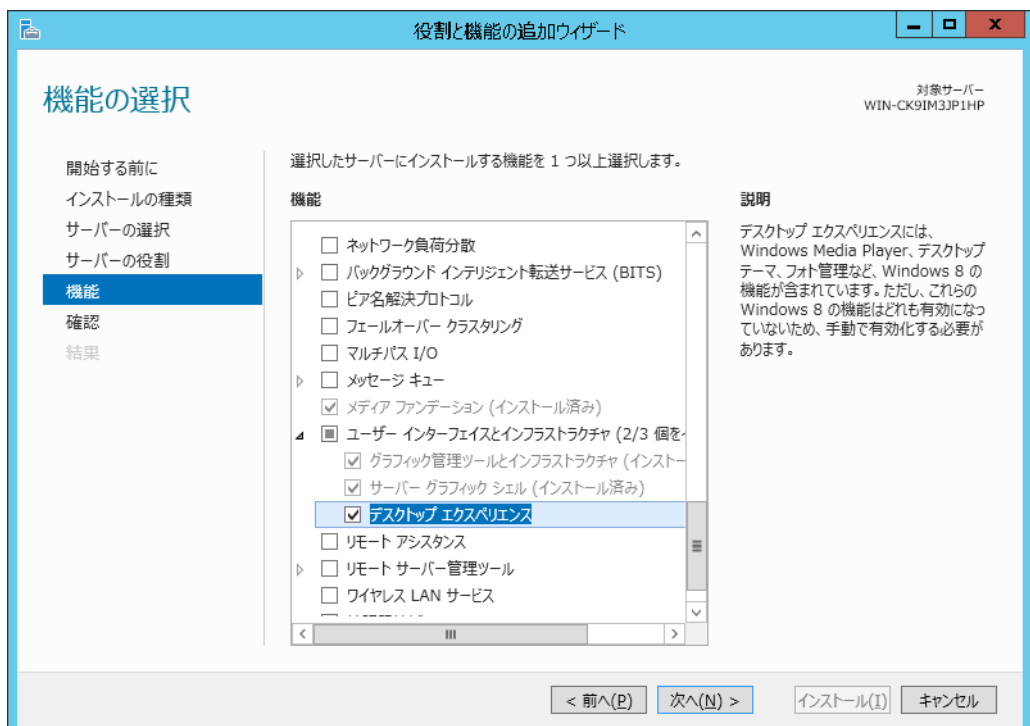 役割と機能の追加ウィザード
機能の選択
対象サーバー
WIN-CK9IM3JP1HP
開始する前に
インストールの種類
サーバーの選択
サーバーの役割
機能
確認
結果
選択したサーバーにインストールする機能を 1 つ以上選択します。
機能
ネットワーク負荷分散
バックグラウンド インテリジェント転送サービス (BITS)
ピア名解決プロトコル
フェールオーバー クラスタリング
マルチパス I/O
メッセージ キュー
メディア ファンデーション (インストール済み)
ユーザー インターフェイスとインフラストラクチャ (2/3 個を
グラフィック管理ツールとインフラストラクチャ (インストー
サーバー グラフィック シェル (インストール済み)
デスクトップ エクスペリエンス
リモート アシスタンス
リモート サーバー管理ツール
ワイヤレス LAN サービス
説明
デスクトップ エクスペリエンスには、
Windows Media Player、デスクトップ
テーマ、フォト管理など、Windows 8 の
機能が含まれています。ただし、これらの
Windows 8 の機能はどれも有効になっ
ていないため、手動で有効化する必要が
あります。
< 前へ(P)
次へ(N) >
インストール(I)
キャンセル